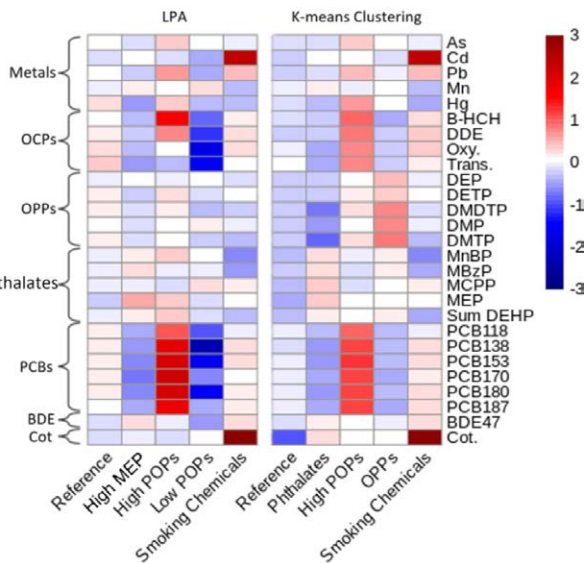 LPA
K-means Clustering
Metals
OCPs
OPPs
thalates
PCBs
BDE
Cot
As
Cd
Pb
Mn
Hg
B-HCH
DDE
Oxy.
Trans.
DEP
DETP
DMDTP
DMP
DMTP
MnBP
MBzP
MCPP
MEP
Sum DEHP
PCB118
PCB138
PCB153
PCB170
PCB180
PCB187
BDE47
Cot.
3
2
1
0
-1
-2
-3
Reference
High MEP
High POPs
Low POPs
Smoking Chemicals
Reference
Phthalates
High POPs
OPPs
Smoking Chemicals